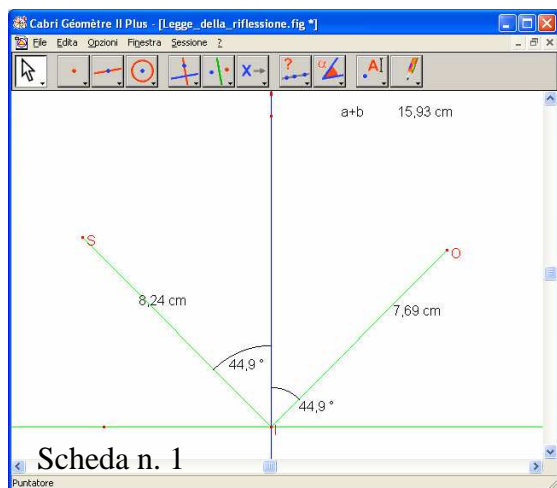 Cabri Géomètre II Plus - [Legge_della_riflessione.fig *]
File Edita Opzioni Finestra Sessione ?
X→ ? α A
a+b 15,93 cm
S
O
8,24 cm
7,69 cm
44,9 °
44,9 °
I
Scheda n. 1
Puntatore